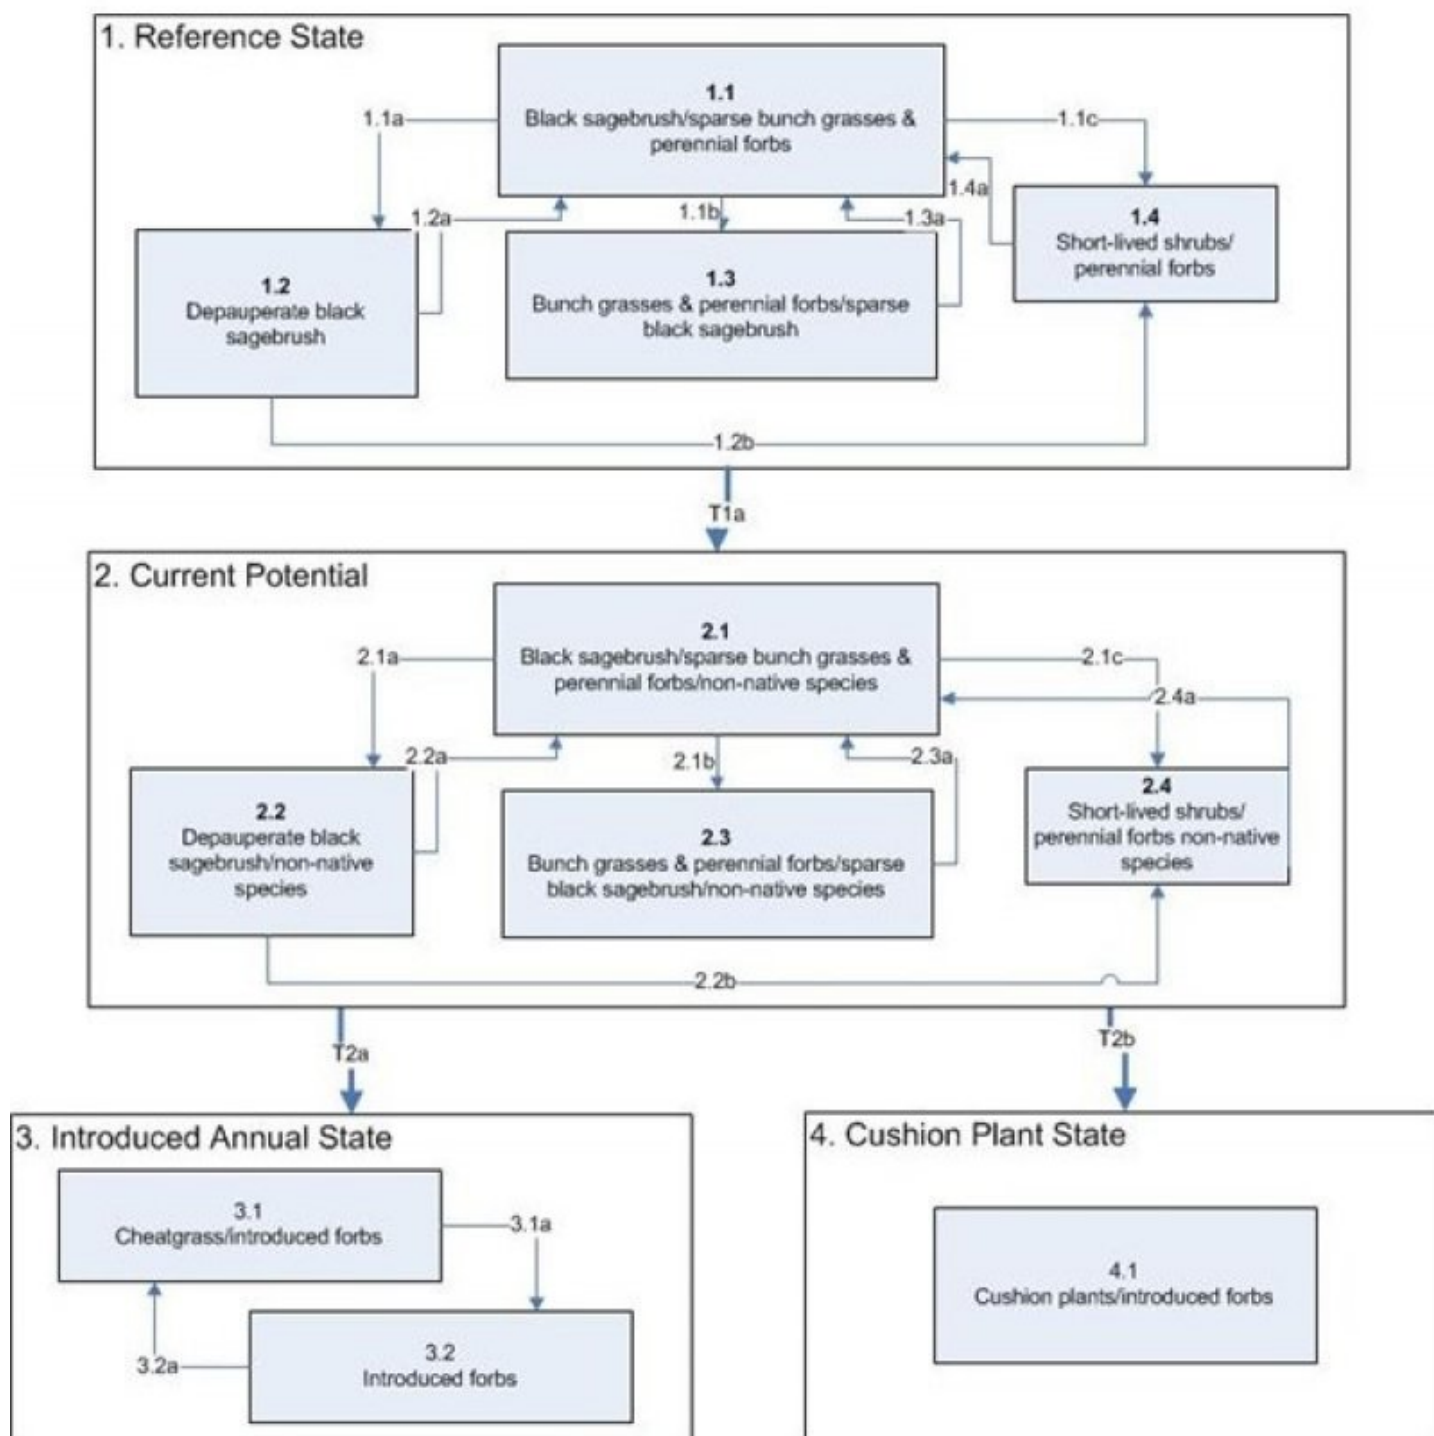 1. Reference State
1.1
Black sagebrush/sparse bunch grasses &
perennial forbs
1.1a
1.1c
1.4a
1.2a
1.1b
1.3a
1.4
Short-lived shrubs/
perennial forbs
1.2
Depauperate black
sagebrush
1.3
Bunch grasses & perennial forbs/sparse
black sagebrush
1.2b
T1a
2. Current Potential
2.1
Black sagebrush/sparse bunch grasses &
perennial forbs/non-native species
2.1a
2.1c
2.4a
2.2a
2.1b
2.3a
2.2
Depauperate black
sagebrush/non-native
species
2.3
Bunch grasses & perennial forbs/sparse
black sagebrush/non-native species
2.4
Short-lived shrubs/
perennial forbs non-native
species
2.2b
T2a
T2b
3. Introduced Annual State
3.1
Cheatgrass/introduced forbs
3.1a
3.2
Introduced forbs
3.2a
4. Cushion Plant State
4.1
Cushion plants/introduced forbs